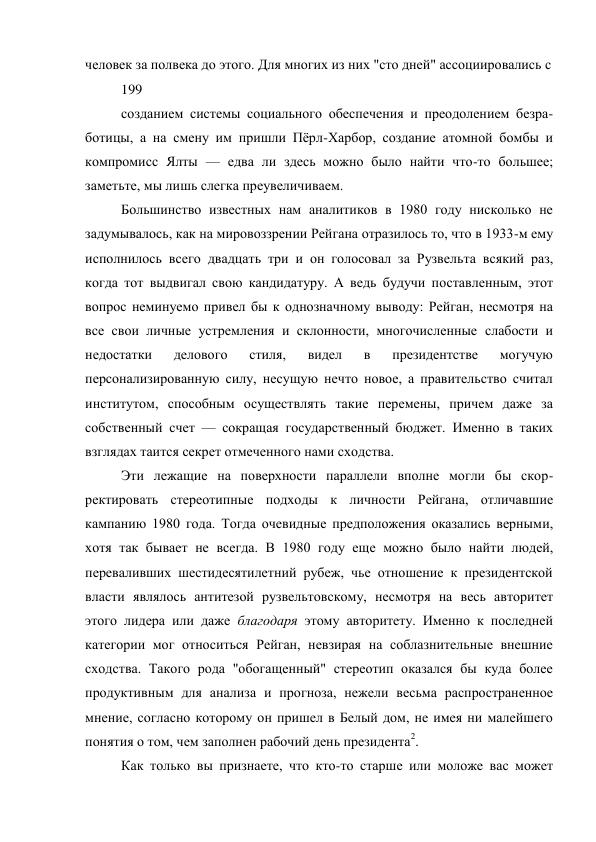 человек за полвека до этого. Для многих из них "сто дней" ассоциировались с
199
созданием системы социального обеспечения и преодолением безра-
ботицы, а на смену им пришли Пёрл-Харбор, создание атомной бомбы и
компромисс Ялты — едва ли здесь можно было найти что-то большее;
заметьте, мы лишь слегка преувеличиваем.
Большинство известных нам аналитиков в 1980 году нисколько не
задумывалось, как на мировоззрении Рейгана отразилось то, что в 1933-м ему
исполнилось всего двадцать три и он голосовал за Рузвельта всякий раз,
когда тот выдвигал свою кандидатуру. А ведь будучи поставленным, этот
вопрос неминуемо привел бы к однозначному выводу: Рейган, несмотря на
все свои личные устремления и склонности, многочисленные слабости и
недостатки делового стиля, видел в президентстве могучую
персонализированную силу, несущую нечто новое, а правительство считал
институтом, способным осуществлять такие перемены, причем даже за
собственный счет — сокращая государственный бюджет. Именно в таких
взглядах таится секрет отмеченного нами сходства.
Эти лежащие на поверхности параллели вполне могли бы скор-
ректировать стереотипные подходы к личности Рейгана, отличавшие
кампанию 1980 года. Тогда очевидные предположения оказались верными,
хотя так бывает не всегда. В 1980 году еще можно было найти людей,
переваливших шестидесятилетний рубеж, чье отношение к президентской
власти являлось антитезой рузвельтовскому, несмотря на весь авторитет
этого лидера или даже благодаря этому авторитету. Именно к последней
категории мог относиться Рейган, невзирая на соблазнительные внешние
сходства. Такого рода "обогащенный" стереотип оказался бы куда более
продуктивным для анализа и прогноза, нежели весьма распространенное
мнение, согласно которому он пришел в Белый дом, не имея ни малейшего
понятия о том, чем заполнен рабочий день президента2.
Как только вы признаете, что кто-то старше или моложе вас может